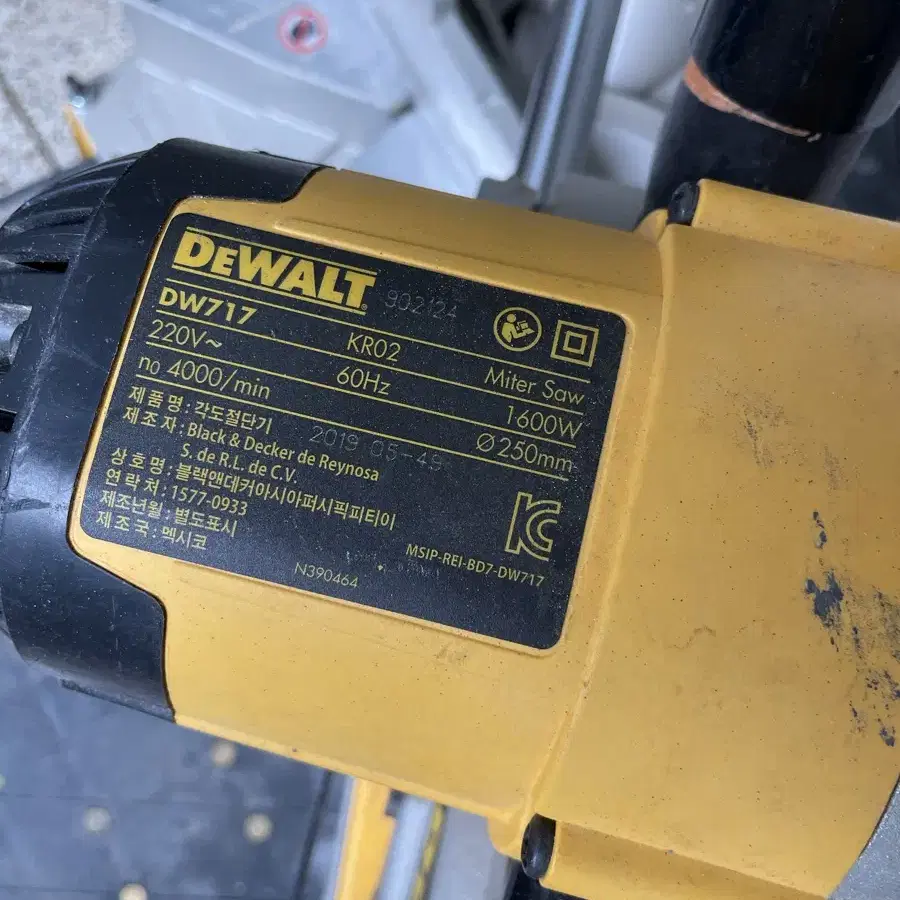 DEWALT 902124
DW717 KR02 Miter Saw
220V~ 60Hz 1600W
n0 4000/min Ø250mm
제품명 : 각도절단기
제조자 : Black & Decker de Reynosa
S. de R.L. de C.V.
2019 05-49
상호명 : 블랙앤데커아시아퍼시픽피티이
연락처 : 1577-0933
제조년월 : 별도표시
제조국 : 멕시코
MSIP-REI-BD7-DW717
N390464